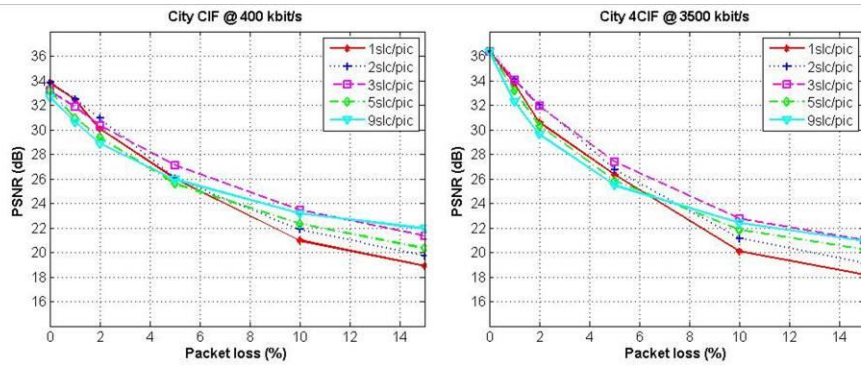 City CIF @ 400 kbit/s
PSNR (dB)
36
34
32
30
28
26
24
22
20
18
16
0 2 4 6 8 10 12 14
Packet loss (%)
1slc/pic
2slc/pic
3slc/pic
5slc/pic
9slc/pic
City 4CIF @ 3500 kbit/s
PSNR (dB)
36
34
32
30
28
26
24
22
20
18
16
0 2 4 6 8 10 12 14
Packet loss (%)
1slc/pic
2slc/pic
3slc/pic
5slc/pic
9slc/pic